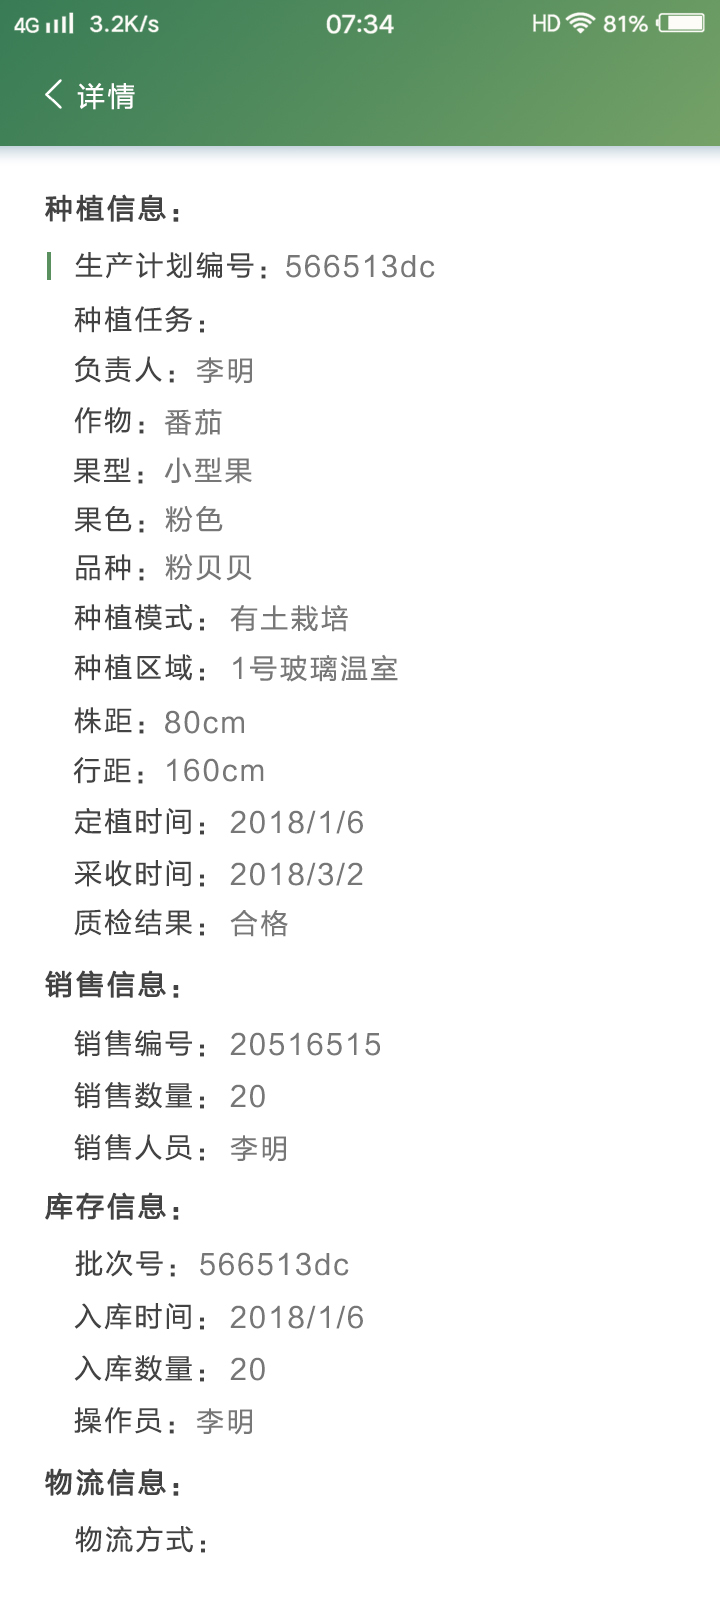 4G 3.2K/s 07:34 HD 81%
详情
种植信息：
生产计划编号：566513dc
种植任务：
负责人：李明
作物：番茄
果型：小型果
果色：粉色
品种：粉贝贝
种植模式：有土栽培
种植区域：1号玻璃温室
株距：80cm
行距：160cm
定植时间：2018/1/6
采收时间：2018/3/2
质检结果：合格
销售信息：
销售编号：20516515
销售数量：20
销售人员：李明
库存信息：
批次号：566513dc
入库时间：2018/1/6
入库数量：20
操作员：李明
物流信息：
物流方式：